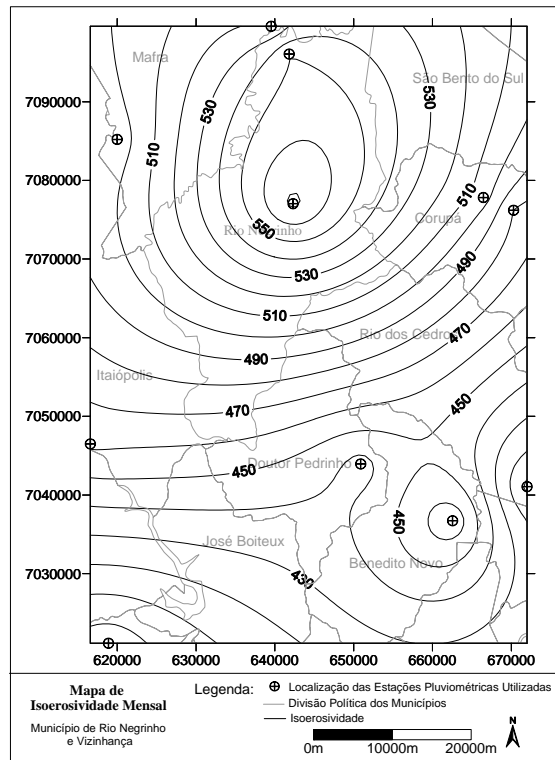 Mafra
São Bento do Sul
7090000
530
530
510
510
7080000
Corupá
550
Rio Negrinho
490
7070000
530
510
Rio dos Cedro
470
7060000
490
Itaiópolis
470
450
7050000
450
Doutor Pedrinho
7040000
450
José Boiteux
Benedito Novo
430
7030000
620000
630000
640000
650000
660000
670000
Mapa de
Isoerosividade Mensal
Município de Rio Negrinho
e Vizinhança
Legenda:
Localização das Estações Pluviométricas Utilizadas
Divisão Política dos Municípios
Isoerosividade
0m
10000m
20000m
N